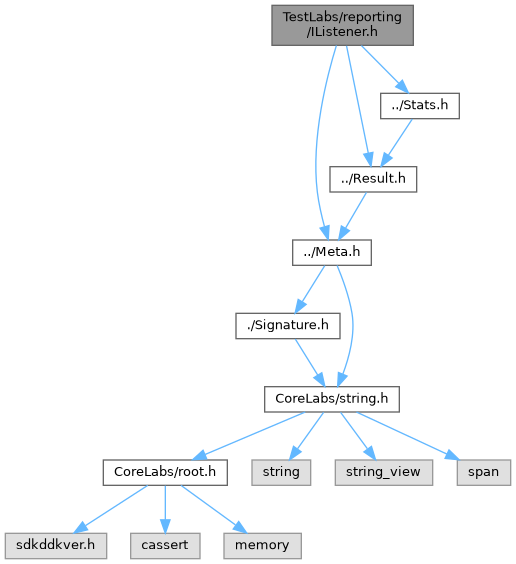 TestLabs/reporting
/IListener.h
../Stats.h
../Result.h
../Meta.h
./Signature.h
CoreLabs/string.h
CoreLabs/root.h
string
string_view
span
sdkddkver.h
cassert
memory